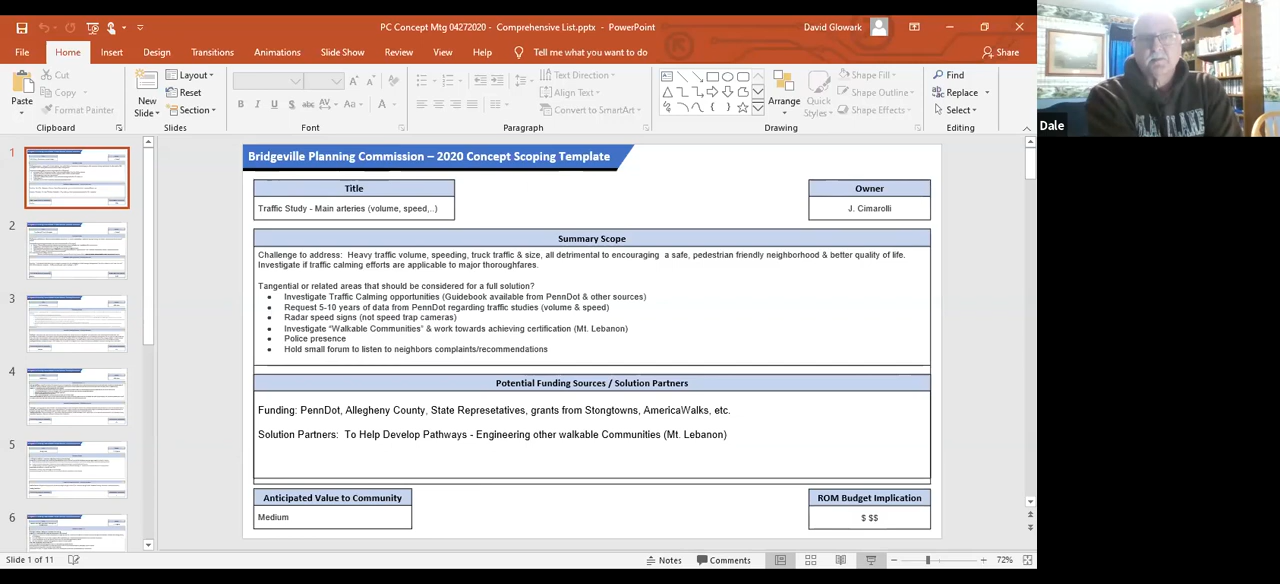 PC Concept Mtg 04272020 - Comprehensive List.pptx - PowerPoint
David Glowark
File Home Insert Design Transitions Animations Slide Show Review View Help Tell me what you want to do Share
Paste Cut Copy Format Painter
Clipboard
New Slide Layout Reset Section
Slides
B I U S abc AV Aa A
Font
Text Direction Align Text Convert to SmartArt
Paragraph
Arrange Quick Styles Shape Fill Shape Outline Shape Effects
Drawing
Find Replace Select
Editing
Dale
1
2
3
4
5
6
Bridgeville Planning Commission – 2020 Concept Scoping Template
Title
Traffic Study - Main arteries (volume, speed,..)
Owner
J. Cimarolli
Summary Scope
Challenge to address: Heavy traffic volume, speeding, truck traffic & size, all detrimental to encouraging a safe, pedestrian friendly neighborhood & better quality of life.
Investigate if traffic calming efforts are applicable to major thoroughfares.
Tangential or related areas that should be considered for a full solution?
● Investigate Traffic Calming opportunities (Guidebook available from PennDot & other sources)
● Request 5-10 years of data from PennDot regarding traffic studies (volume & speed)
● Radar speed signs (not speed trap cameras)
● Investigate “Walkable Communities” & work towards achieving certification (Mt. Lebanon)
● Police presence
● Hold small forum to listen to neighbors complaints/recommendations
Potential Funding Sources / Solution Partners
Funding: PennDot, Allegheny County, State Represetatives, grants from Stongtowns, AmericaWalks, etc.
Solution Partners: To Help Develop Pathways - Engineering other walkable Communities (Mt. Lebanon)
Anticipated Value to Community
Medium
ROM Budget Implication
$ $$
Slide 1 of 11
Notes Comments 72%